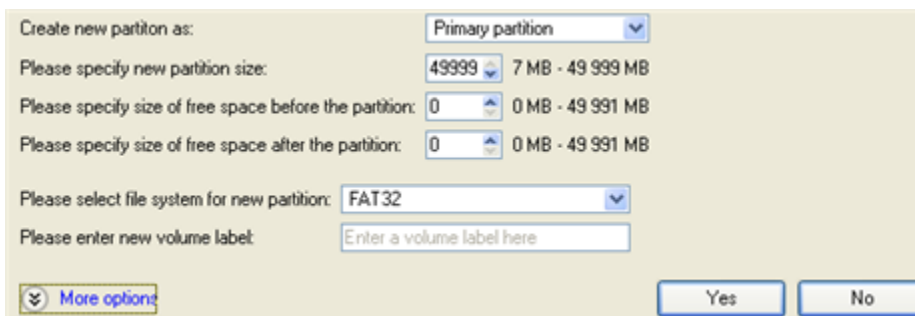 Create new partiton as: Primary partition
Please specify new partition size: 49999 7 MB - 49 999 MB
Please specify size of free space before the partition: 0 0 MB - 49 991 MB
Please specify size of free space after the partition: 0 0 MB - 49 991 MB
Please select file system for new partition: FAT32
Please enter new volume label: Enter a volume label here
More options Yes No